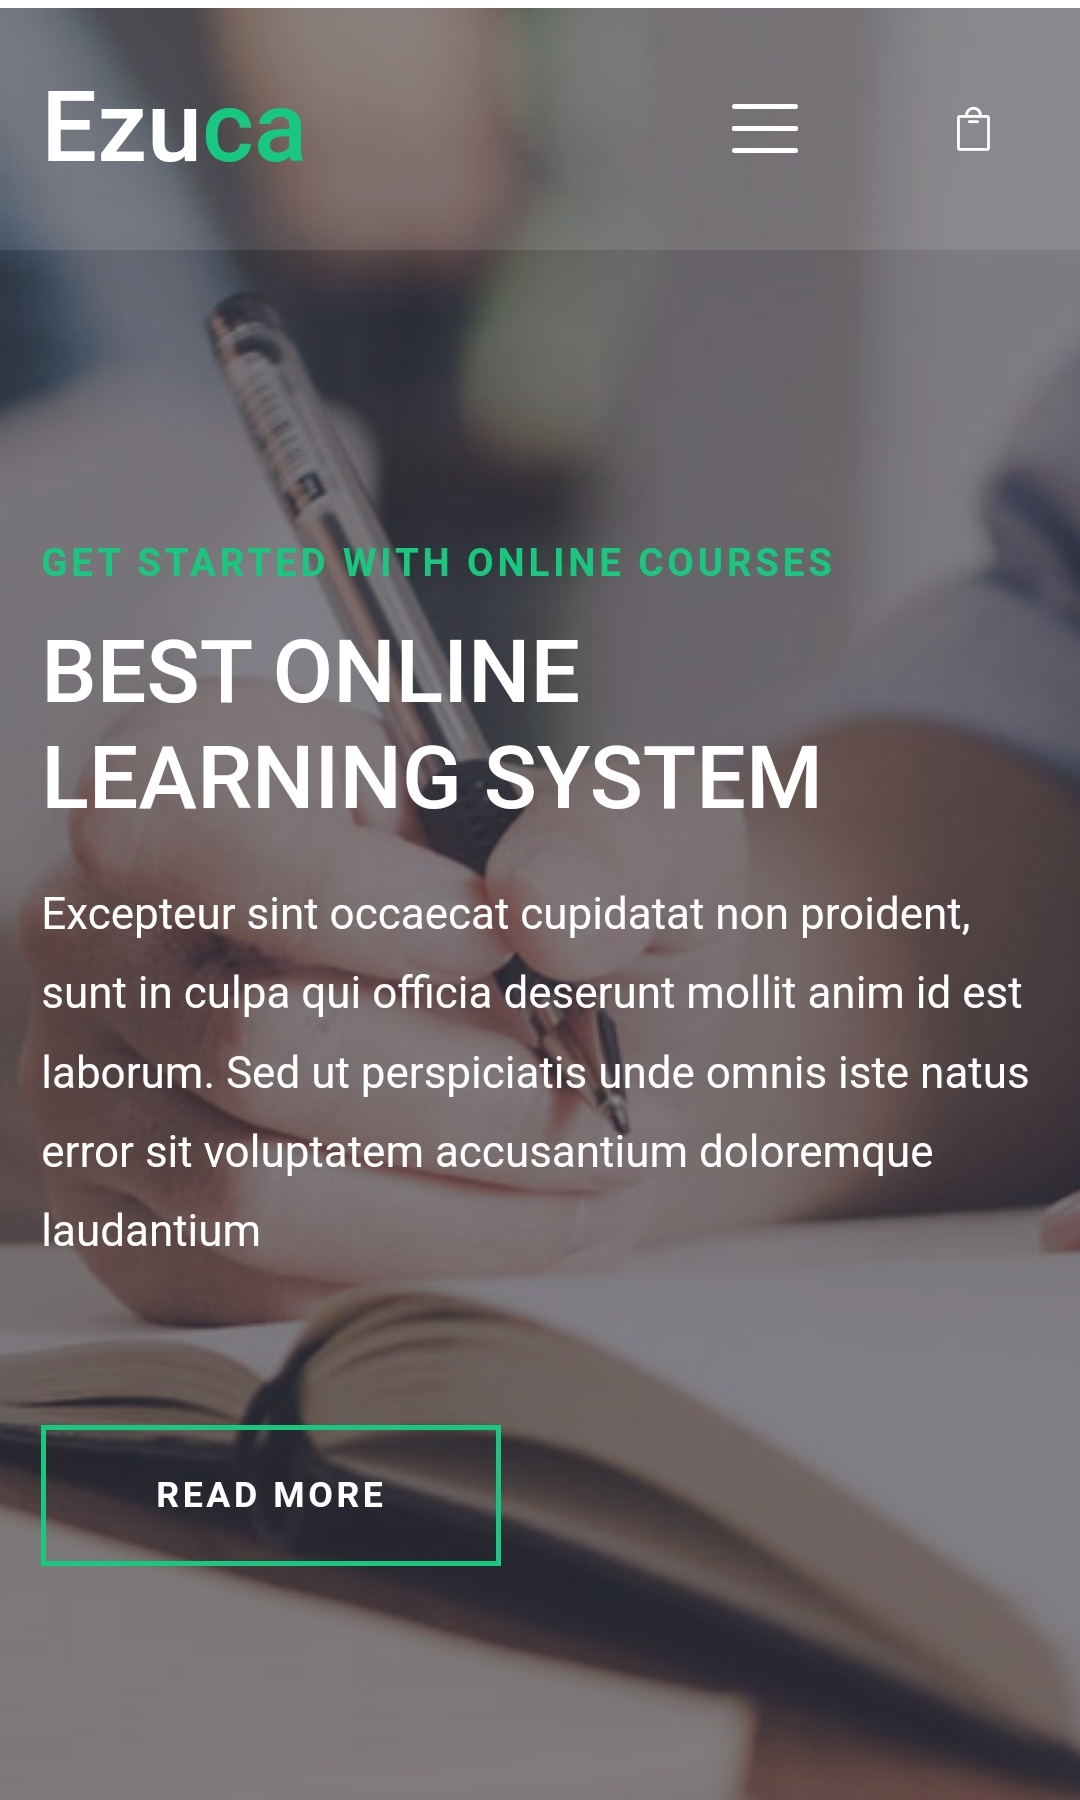 Ezuca
GET STARTED WITH ONLINE COURSES
BEST ONLINE
LEARNING SYSTEM
Excepteur sint occaecat cupidatat non proident,
sunt in culpa qui officia deserunt mollit anim id est
laborum. Sed ut perspiciatis unde omnis iste natus
error sit voluptatem accusantium doloremque
laudantium
READ MORE